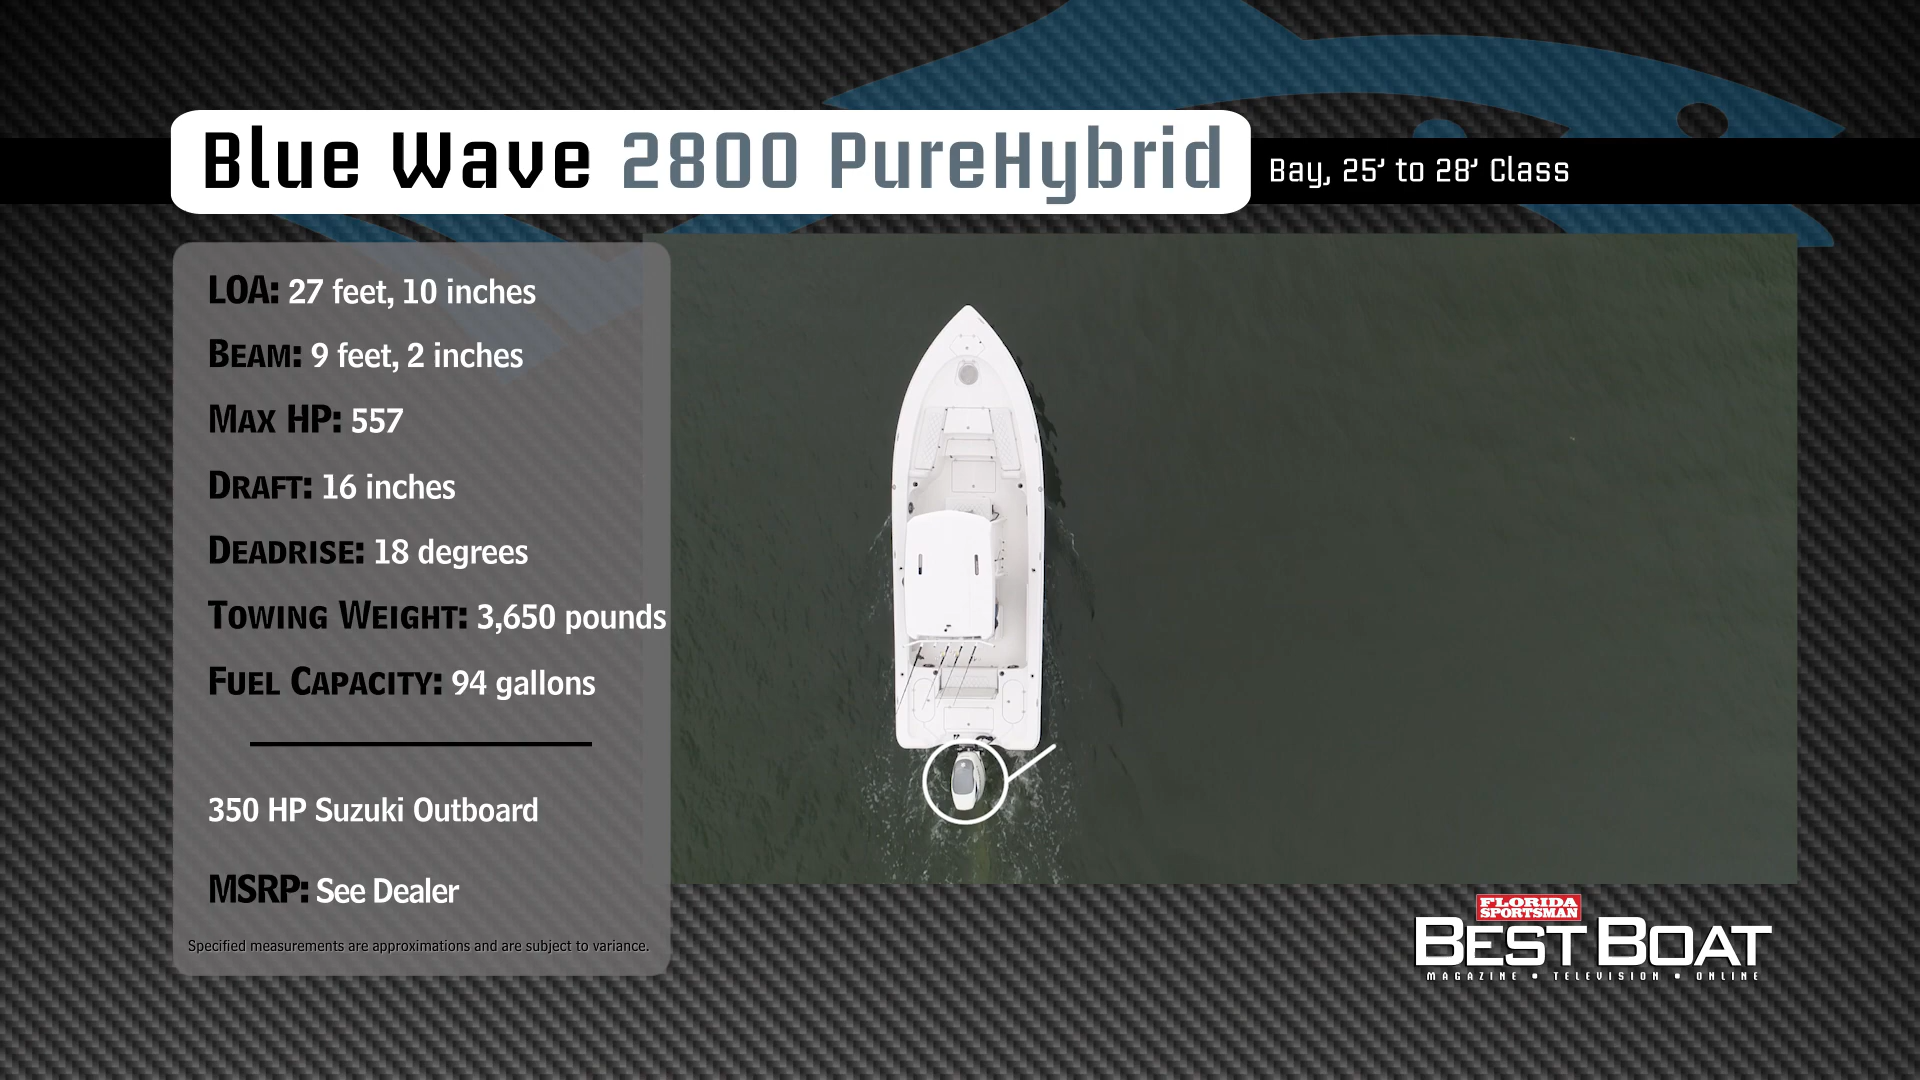 Blue Wave 2800 PureHybrid
Bay, 25’ to 28’ Class
LOA: 27 feet, 10 inches
BEAM: 9 feet, 2 inches
MAX HP: 557
DRAFT: 16 inches
DEADRISE: 18 degrees
TOWING WEIGHT: 3,650 pounds
FUEL CAPACITY: 94 gallons
350 HP Suzuki Outboard
MSRP: See Dealer
Specified measurements are approximations and are subject to variance.
FLORIDA
SPORTSMAN
BEST BOAT
MAGAZINE • TELEVISION • ONLINE